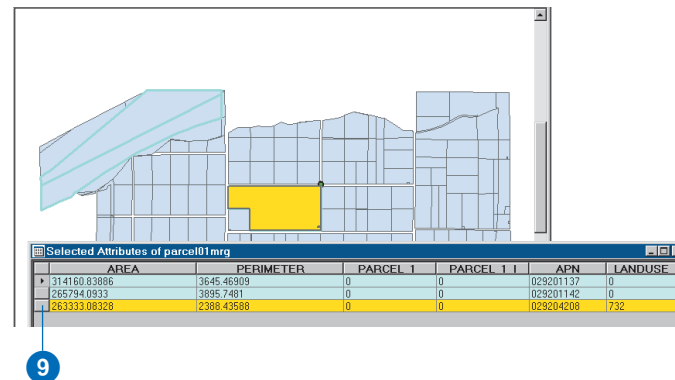 Selected Attributes of parcel01mrg
AREA PERIMETER PARCEL 1 PARCEL 1 I APN LANDUSE
314160.83886 3645.46909 0 0 029201137 0
265794.0933 3895.7481 0 0 029201142 0
263333.08328 2388.43588 0 0 029204208 732
9